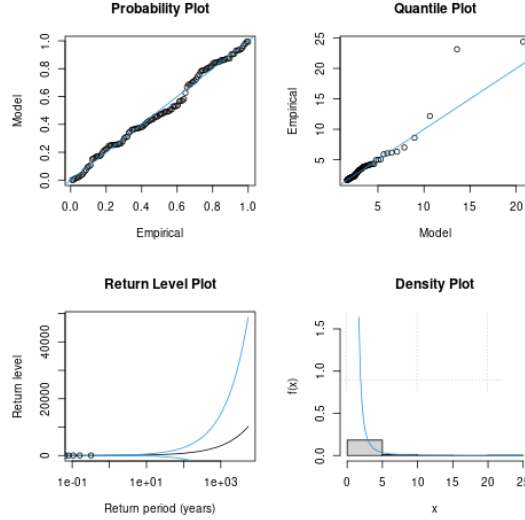 Probability Plot
Model
0.0 0.2 0.4 0.6 0.8 1.0
0.0 0.2 0.4 0.6 0.8 1.0
Empirical
Quantile Plot
Empirical
5 10 15 20 25
5 10 15 20
Model
Return Level Plot
Return level
0 20000 40000
1e-01 1e+01 1e+03
Return period (years)
Density Plot
f(x)
0.0 0.5 1.0 1.5
0 5 10 15 20 25
x